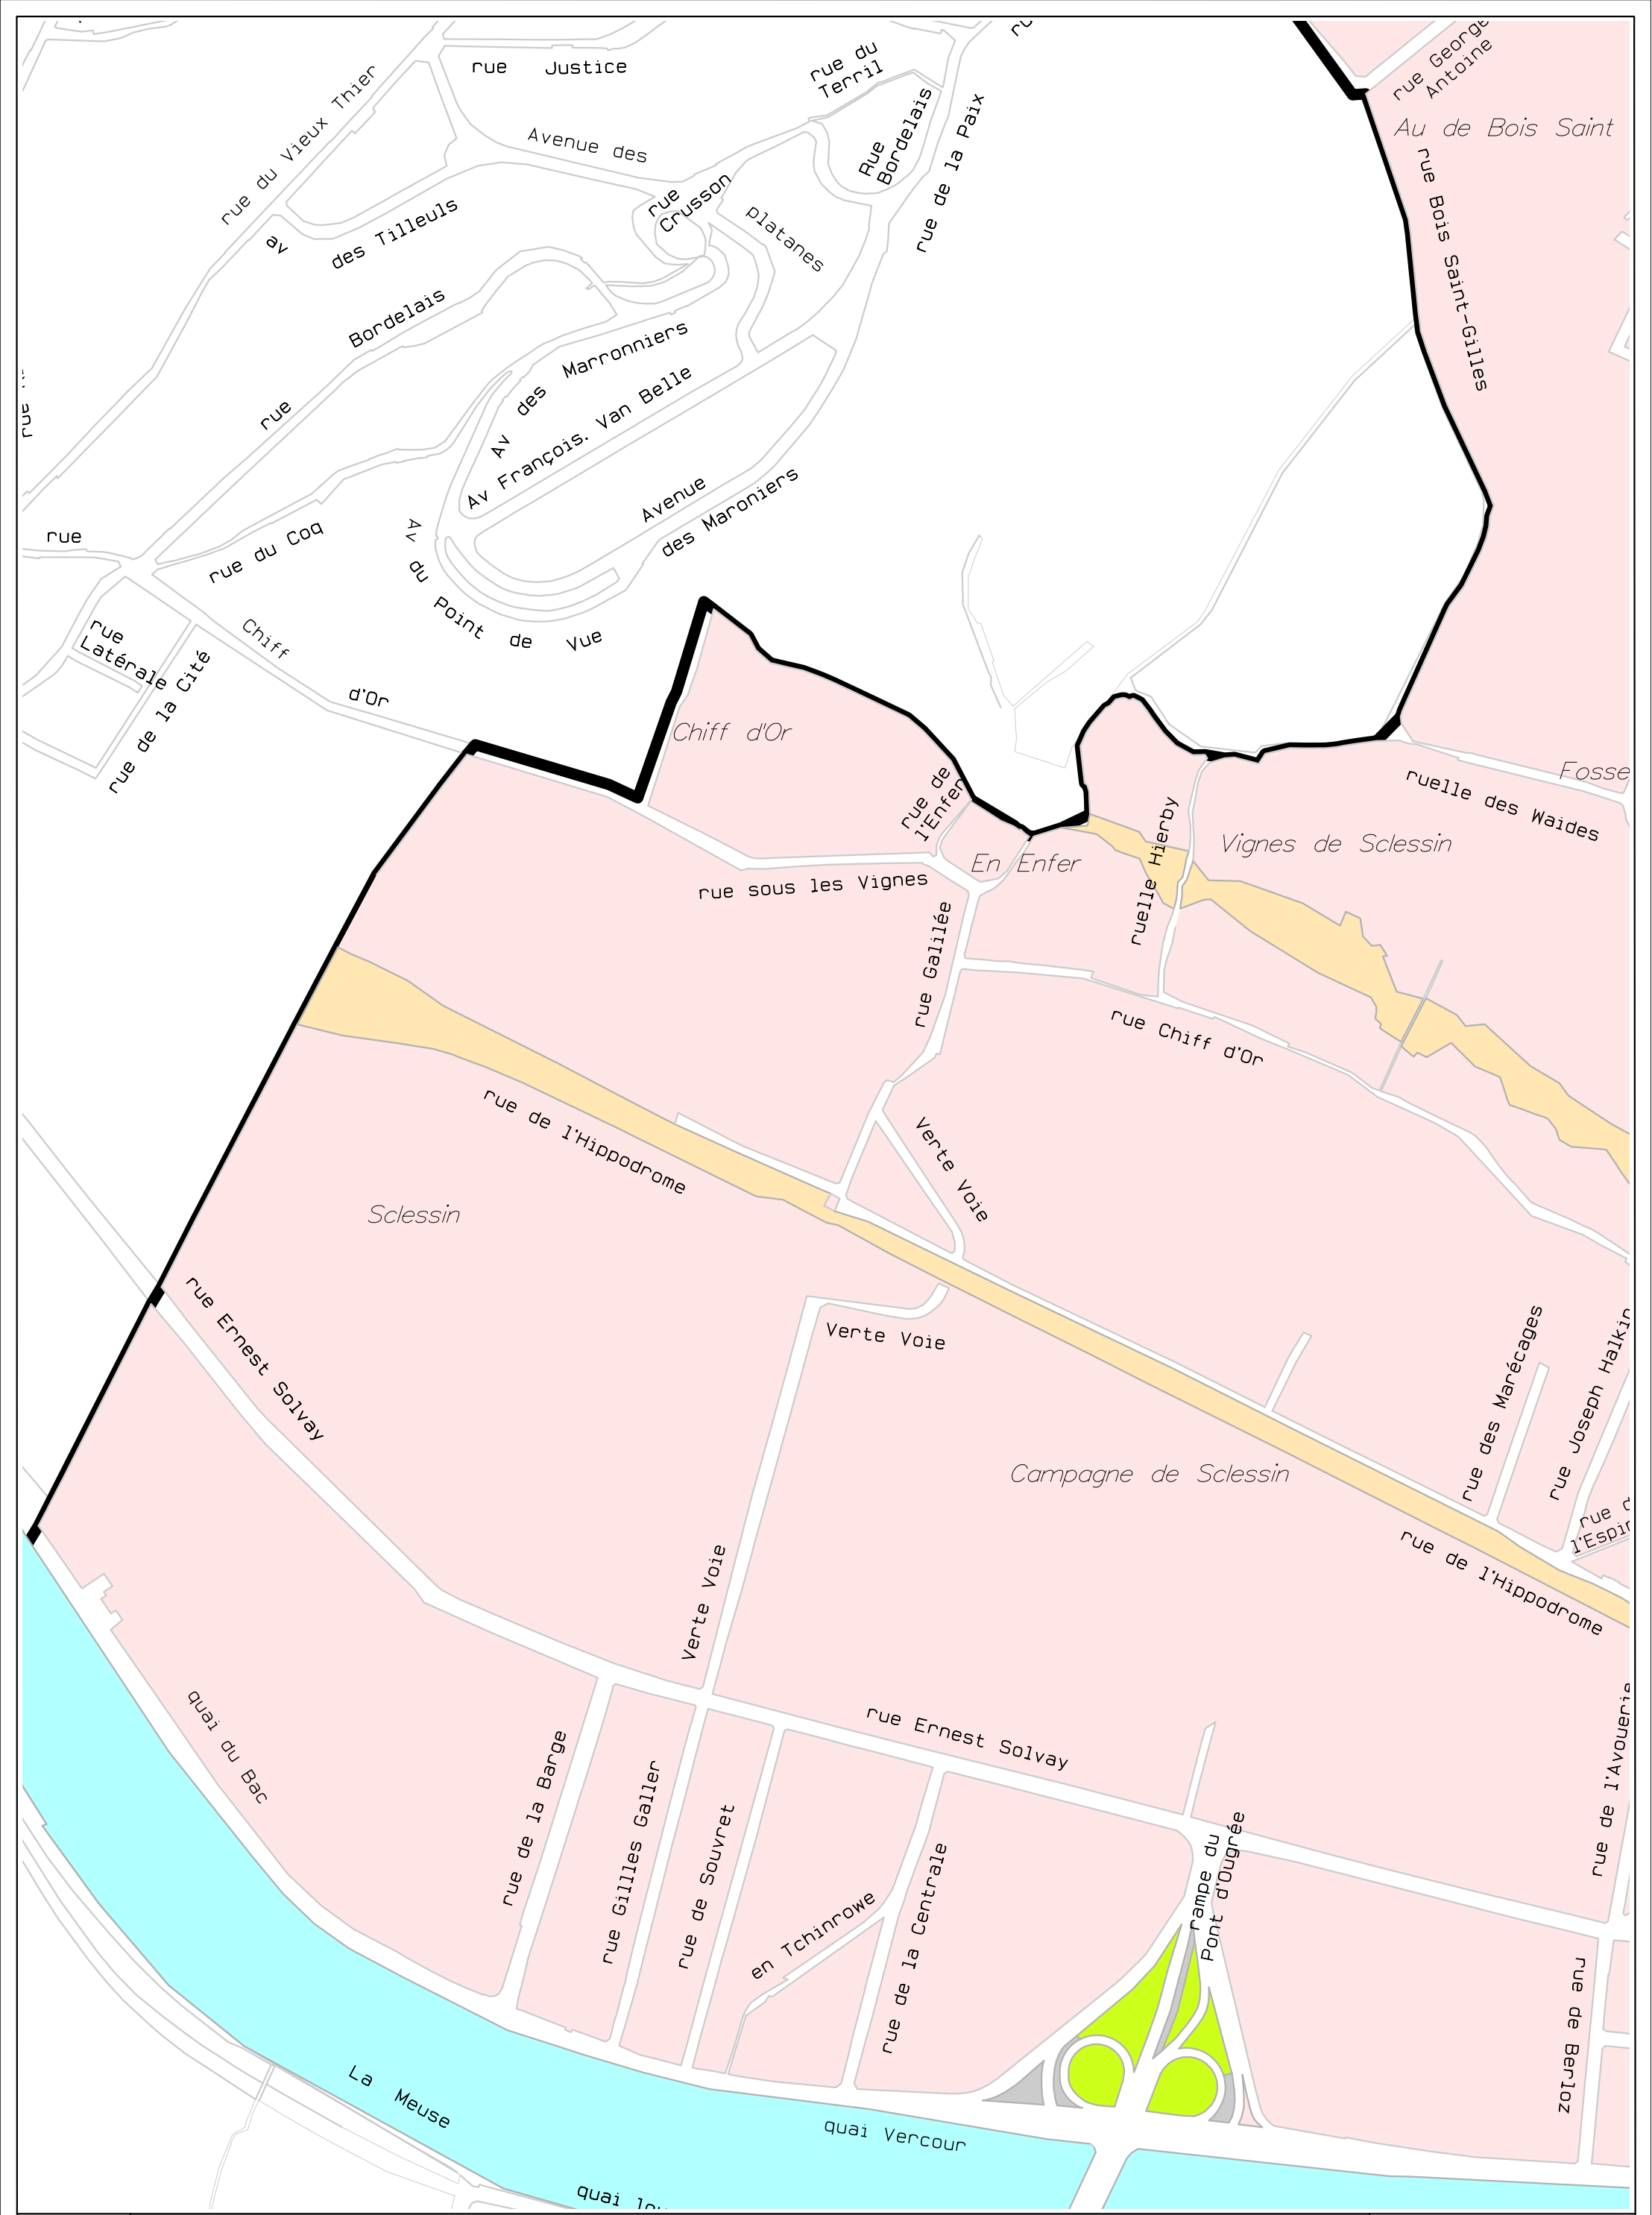 rue du Vieux Thier
rue Justice
rue du
Terril
Rue
Bordelais
rue de la Paix
rue George
Antoine
Au de Bois Saint
rue Bois Saint-Gilles
Avenue des
platanes
rue
Crusson
av
des Tilleuls
rue
Bordelais
Av des Marronniers
Av François. Van Belle
Avenue
des Maroniers
rue
rue du Coq
Av du Point de Vue
rue
Latérale
rue de la Cité
Chiff
d'Or
Chiff d'Or
rue de
l'Enfer
En Enfer
rue sous les Vignes
ruelle Hierby
Vignes de Sclessin
Fosse
ruelle des Waides
rue Galilée
rue Chiff d'Or
rue de l'Hippodrome
Verte Voie
Sclessin
rue Ernest Solvay
Verte Voie
Campagne de Sclessin
rue des Marécages
rue Joseph Halkin
rue de l'Hippodrome
Verte Voie
quai du Bac
rue Ernest Solvay
rue de la Barge
rue Gilles Galler
rue de Souvret
en Tchinrowe
rue de la Centrale
rampe du
Pont d'Ougrée
rue de l'Avouerie
rue de Berloz
La Meuse
quai Vercour
quai